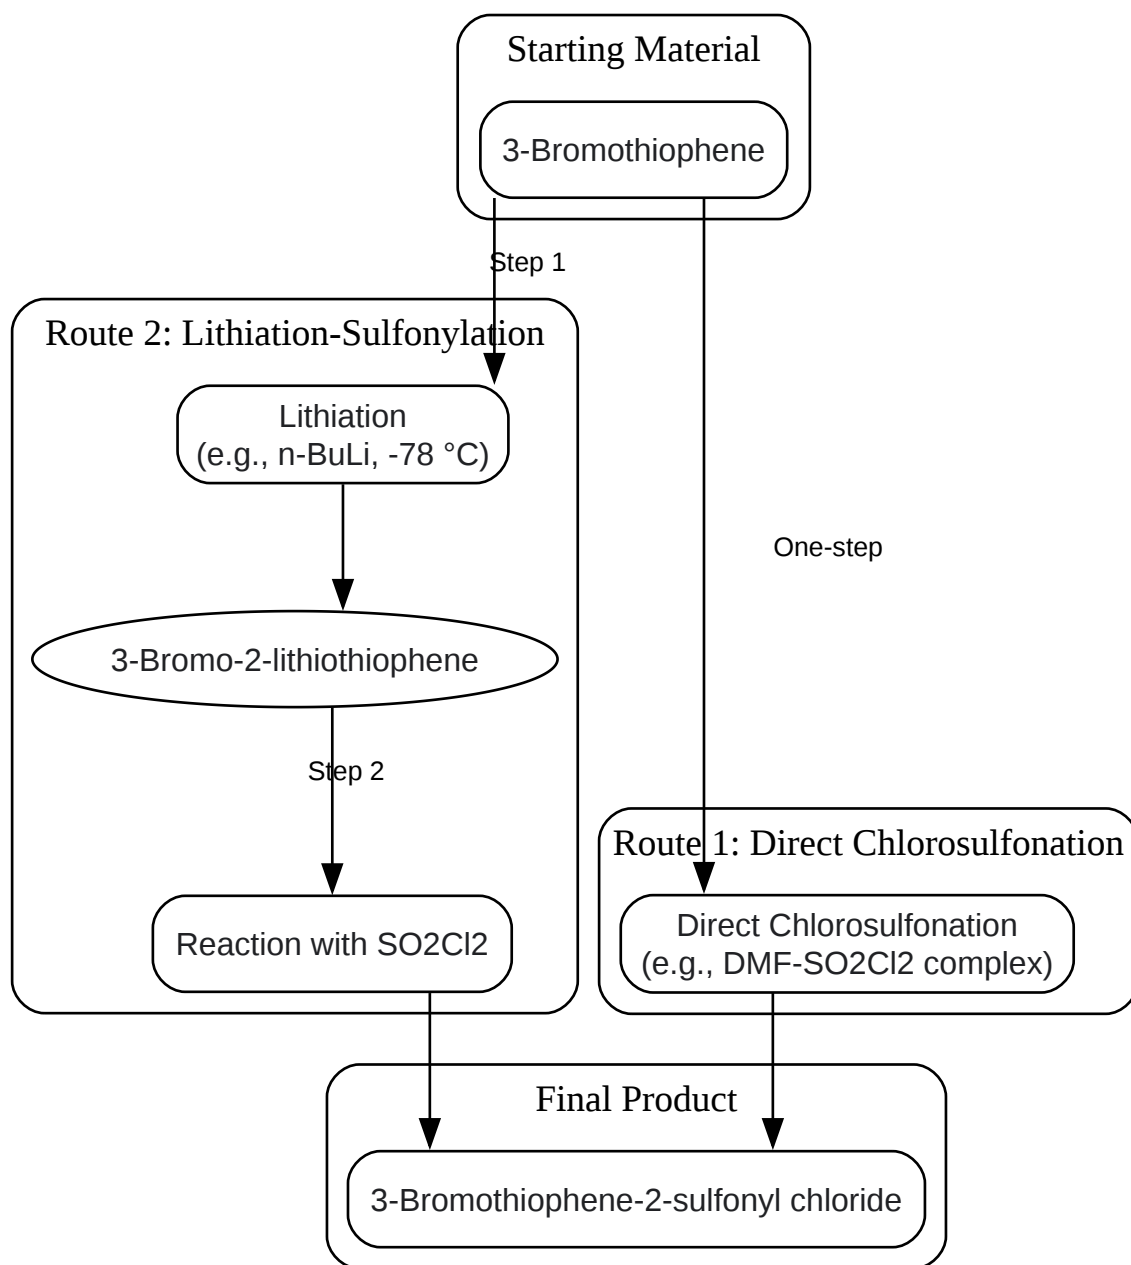 Starting Material
3-Bromothiophene
Step 1
Route 2: Lithiation-Sulfonylation
Lithiation
(e.g., n-BuLi, -78 °C)
One-step
3-Bromo-2-lithiothiophene
Step 2
Route 1: Direct Chlorosulfonation
Reaction with SO2Cl2
Direct Chlorosulfonation
(e.g., DMF-SO2Cl2 complex)
Final Product
3-Bromothiophene-2-sulfonyl chloride